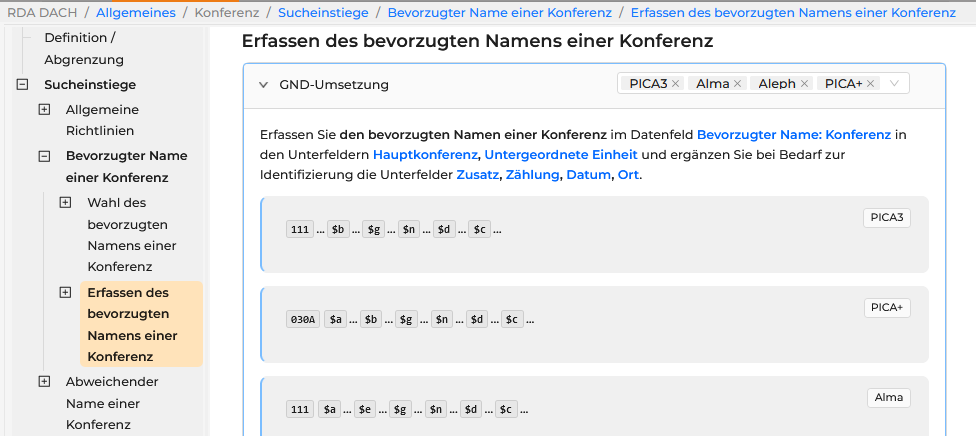 RDA DACH / Allgemeines / Konferenz / Sucheinstiege / Bevorzugter Name einer Konferenz / Erfassen des bevorzugten Namens einer Konferenz
Definition /
Abgrenzung
Sucheinstiege
Allgemeine
Richtlinien
Bevorzugter Name
einer Konferenz
Wahl des
bevorzugten
Namens einer
Konferenz
Erfassen des
bevorzugten
Namens einer
Konferenz
Abweichender
Name einer
Konferenz
Erfassen des bevorzugten Namens einer Konferenz
GND-Umsetzung PICA3 × Alma × Aleph × PICA+ ×
Erfassen Sie den bevorzugten Namen einer Konferenz im Datenfeld Bevorzugter Name: Konferenz in
den Unterfeldern Hauptkonferenz, Untergeordnete Einheit und ergänzen Sie bei Bedarf zur
Identifizierung die Unterfelder Zusatz, Zählung, Datum, Ort.
PICA3
111 ... $b ... $g ... $n ... $d ... $c ...
PICA+
030A $a ... $b ... $g ... $n ... $d ... $c ...
Alma
111 $a ... $e ... $g ... $n ... $d ... $c ...